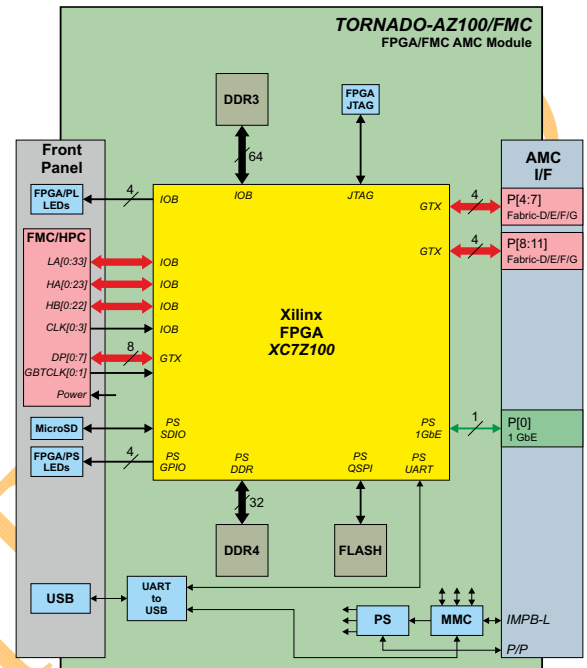 TORNADO-AZ100/FMC
FPGA/FMC AMC Module
DDR3
FPGA
JTAG
64
Front
Panel
AMC
I/F
FPGA/PL
LEDs
4
IOB
IOB
JTAG
GTX
4
P[4:7]
Fabric-D/E/F/G
FMC/HPC
GTX
4
P[8:11]
Fabric-D/E/F/G
LA[0:33]
IOB
HA[0:23]
IOB
HB[0:22]
IOB
CLK[0:3]
IOB
Xilinx
FPGA
XC7Z100
DP[0:7]
8
GTX
GBTCLK[0:1]
Power
MicroSD
PS
SDIO
PS
1GbE
1
P[0]
1 GbE
FPGA/PS
LEDs
4
PS
GPIO
PS
DDR
PS
QSPI
PS
UART
32
DDR4
FLASH
USB
UART
to
USB
PS
MMC
IMPB-L
P/P